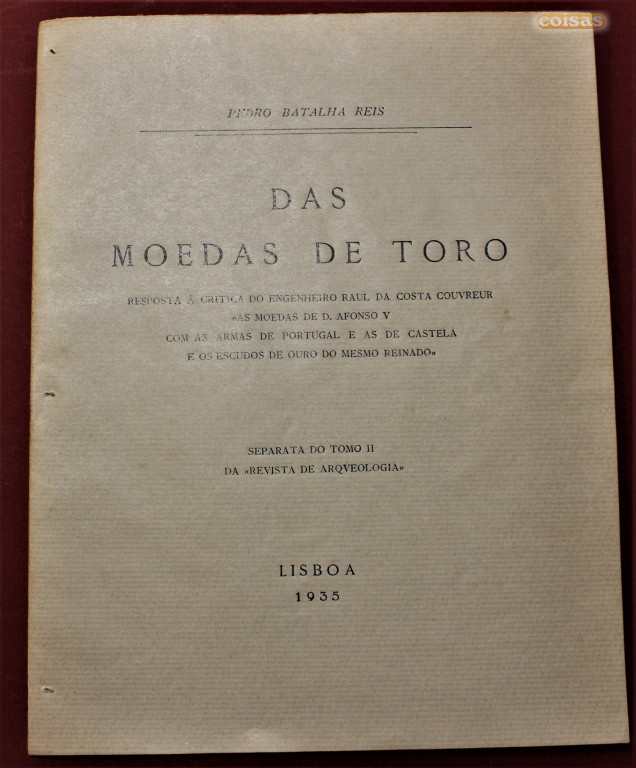 coisas
PEDRO BATALHA REIS
DAS
MOEDAS DE TORO
RESPOSTA À CRITICA DO ENGENHEIRO RAUL DA COSTA COUVREUR
«AS MOEDAS DE D. AFONSO V
COM AS ARMAS DE PORTUGAL E AS DE CASTELA
E OS ESCUDOS DE OURO DO MESMO REINADO»
SEPARATA DO TOMO II
DA «REVISTA DE ARQVEOLOGIA»
LISBOA
1935